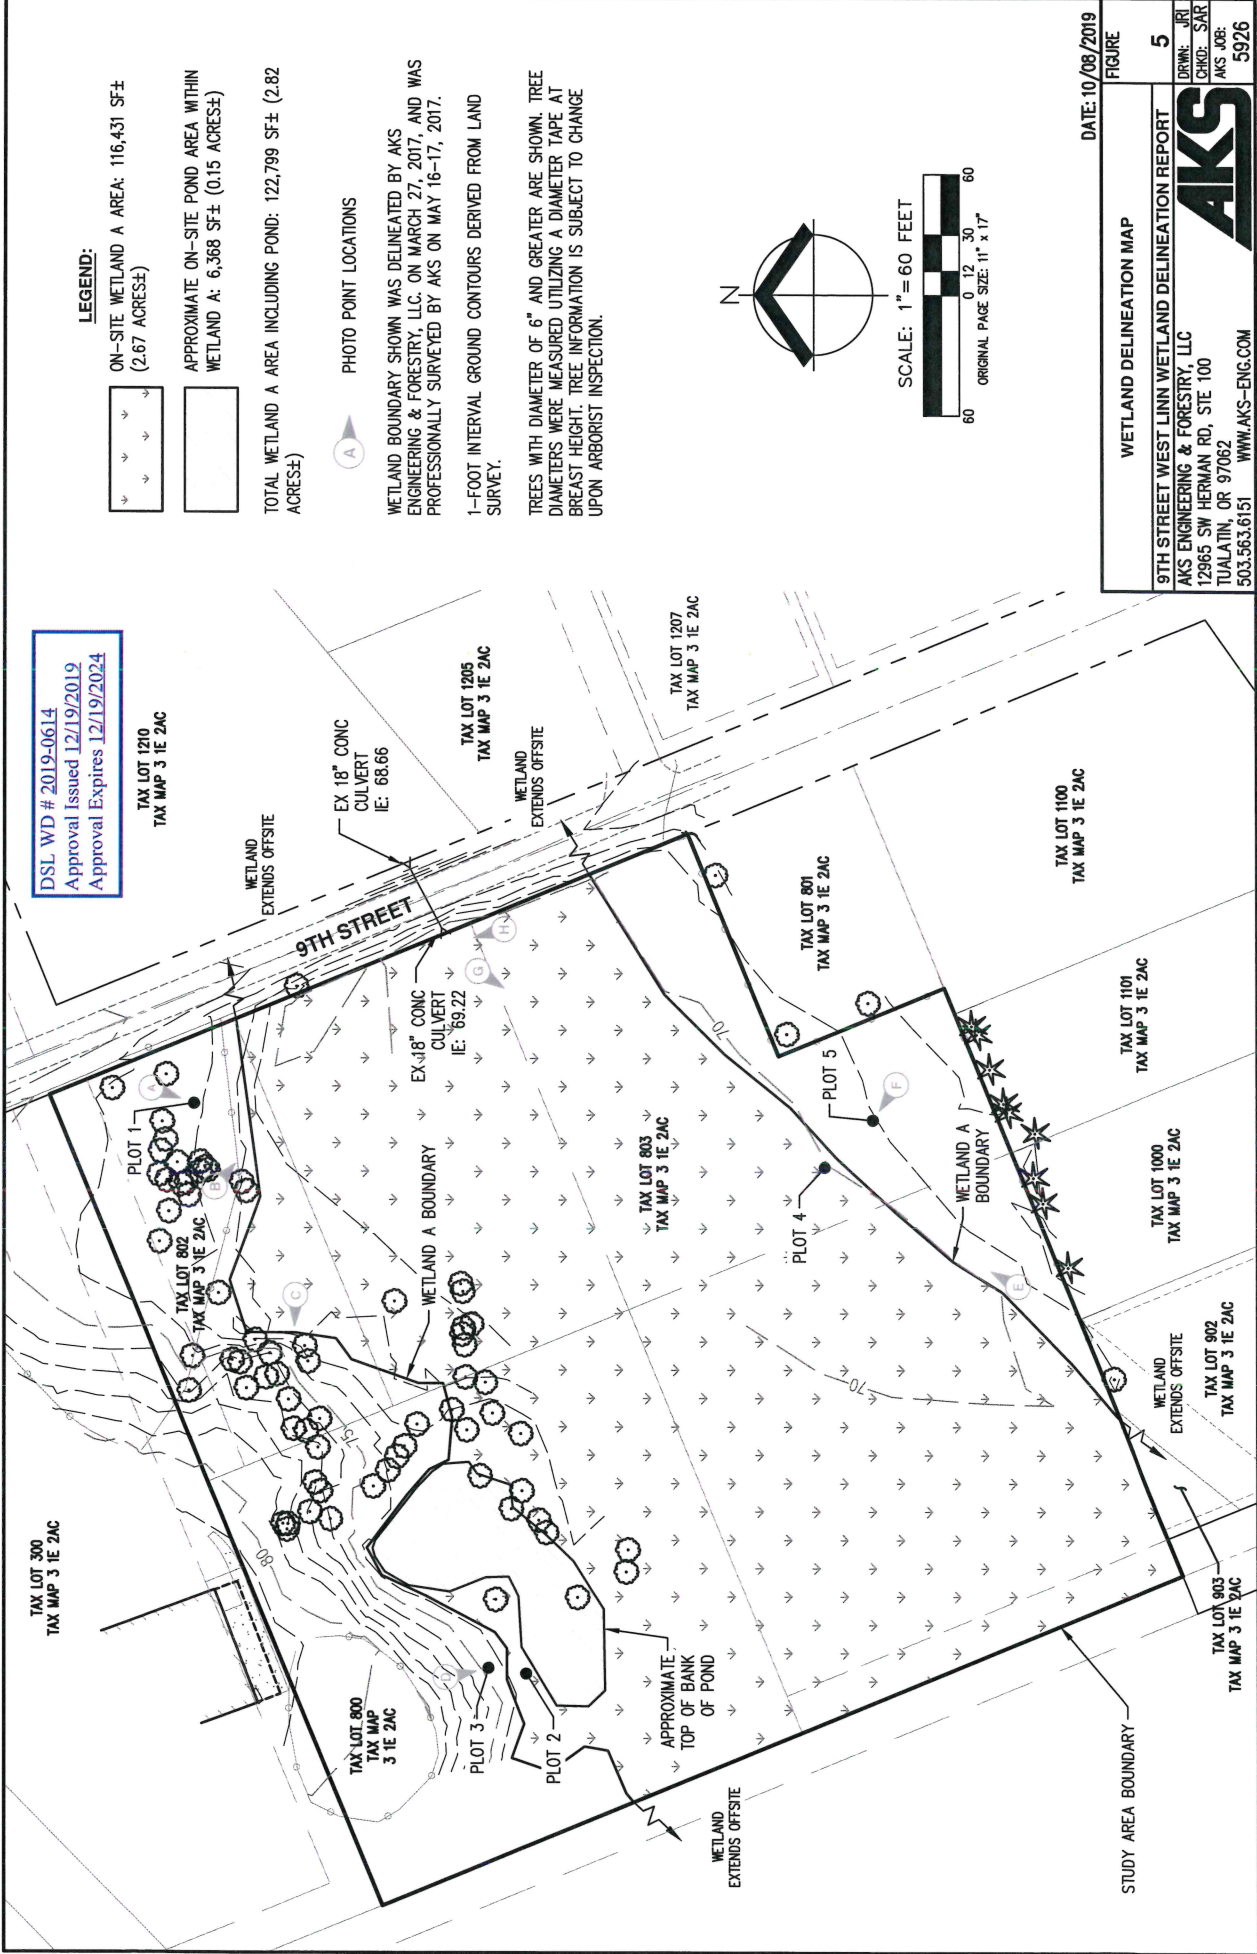 DSL WD # 2019-0614
Approval Issued 12/19/2019
Approval Expires 12/19/2024
LEGEND:
ON-SITE WETLAND A AREA: 116,431 SF±
(2.67 ACRES±)
APPROXIMATE ON-SITE POND AREA WITHIN
WETLAND A: 6,368 SF± (0.15 ACRES±)
TOTAL WETLAND A AREA INCLUDING POND: 122,799 SF± (2.82
ACRES±)
A
PHOTO POINT LOCATIONS
WETLAND BOUNDARY SHOWN WAS DELINEATED BY AKS
ENGINEERING & FORESTRY, LLC. ON MARCH 27, 2017, AND WAS
PROFESSIONALLY SURVEYED BY AKS ON MAY 16-17, 2017.
1-FOOT INTERVAL GROUND CONTOURS DERIVED FROM LAND
SURVEY.
TREES WITH DIAMETER OF 6" AND GREATER ARE SHOWN. TREE
DIAMETERS WERE MEASURED UTILIZING A DIAMETER TAPE AT
BREAST HEIGHT. TREE INFORMATION IS SUBJECT TO CHANGE
UPON ARBORIST INSPECTION.
N
SCALE: 1"= 60 FEET
60 0 12 30 60
ORIGINAL PAGE SIZE: 11" x 17"
TAX LOT 300
TAX MAP 3 1E 2AC
TAX LOT 1210
TAX MAP 3 1E 2AC
WETLAND
EXTENDS OFFSITE
9TH STREET
EX 18" CONC
CULVERT
IE: 68.66
TAX LOT 1205
TAX MAP 3 1E 2AC
WETLAND
EXTENDS OFFSITE
TAX LOT 1207
TAX MAP 3 1E 2AC
PLOT 1
A
B
TAX LOT 802
TAX MAP 3 1E 2AC
C
EX 18" CONC
CULVERT
IE: 69.22
G
H
WETLAND A BOUNDARY
75
80
TAX LOT 800
TAX MAP
3 1E 2AC
D
PLOT 3
PLOT 2
APPROXIMATE
TOP OF BANK
OF POND
WETLAND
EXTENDS OFFSITE
TAX LOT 803
TAX MAP 3 1E 2AC
70
70
PLOT 4
PLOT 5
F
E
WETLAND A
BOUNDARY
TAX LOT 801
TAX MAP 3 1E 2AC
TAX LOT 1100
TAX MAP 3 1E 2AC
TAX LOT 1101
TAX MAP 3 1E 2AC
TAX LOT 1000
TAX MAP 3 1E 2AC
TAX LOT 902
TAX MAP 3 1E 2AC
WETLAND
EXTENDS OFFSITE
TAX LOT 903
TAX MAP 3 1E 2AC
STUDY AREA BOUNDARY
DATE: 10/08/2019
WETLAND DELINEATION MAP
FIGURE
5
9TH STREET WEST LINN WETLAND DELINEATION REPORT
AKS ENGINEERING & FORESTRY, LLC
12965 SW HERMAN RD, STE 100
TUALATIN, OR 97062
503.563.6151 WWW.AKS-ENG.COM
AKS
DRWN: JRI
CHKD: SAR
AKS JOB:
5926